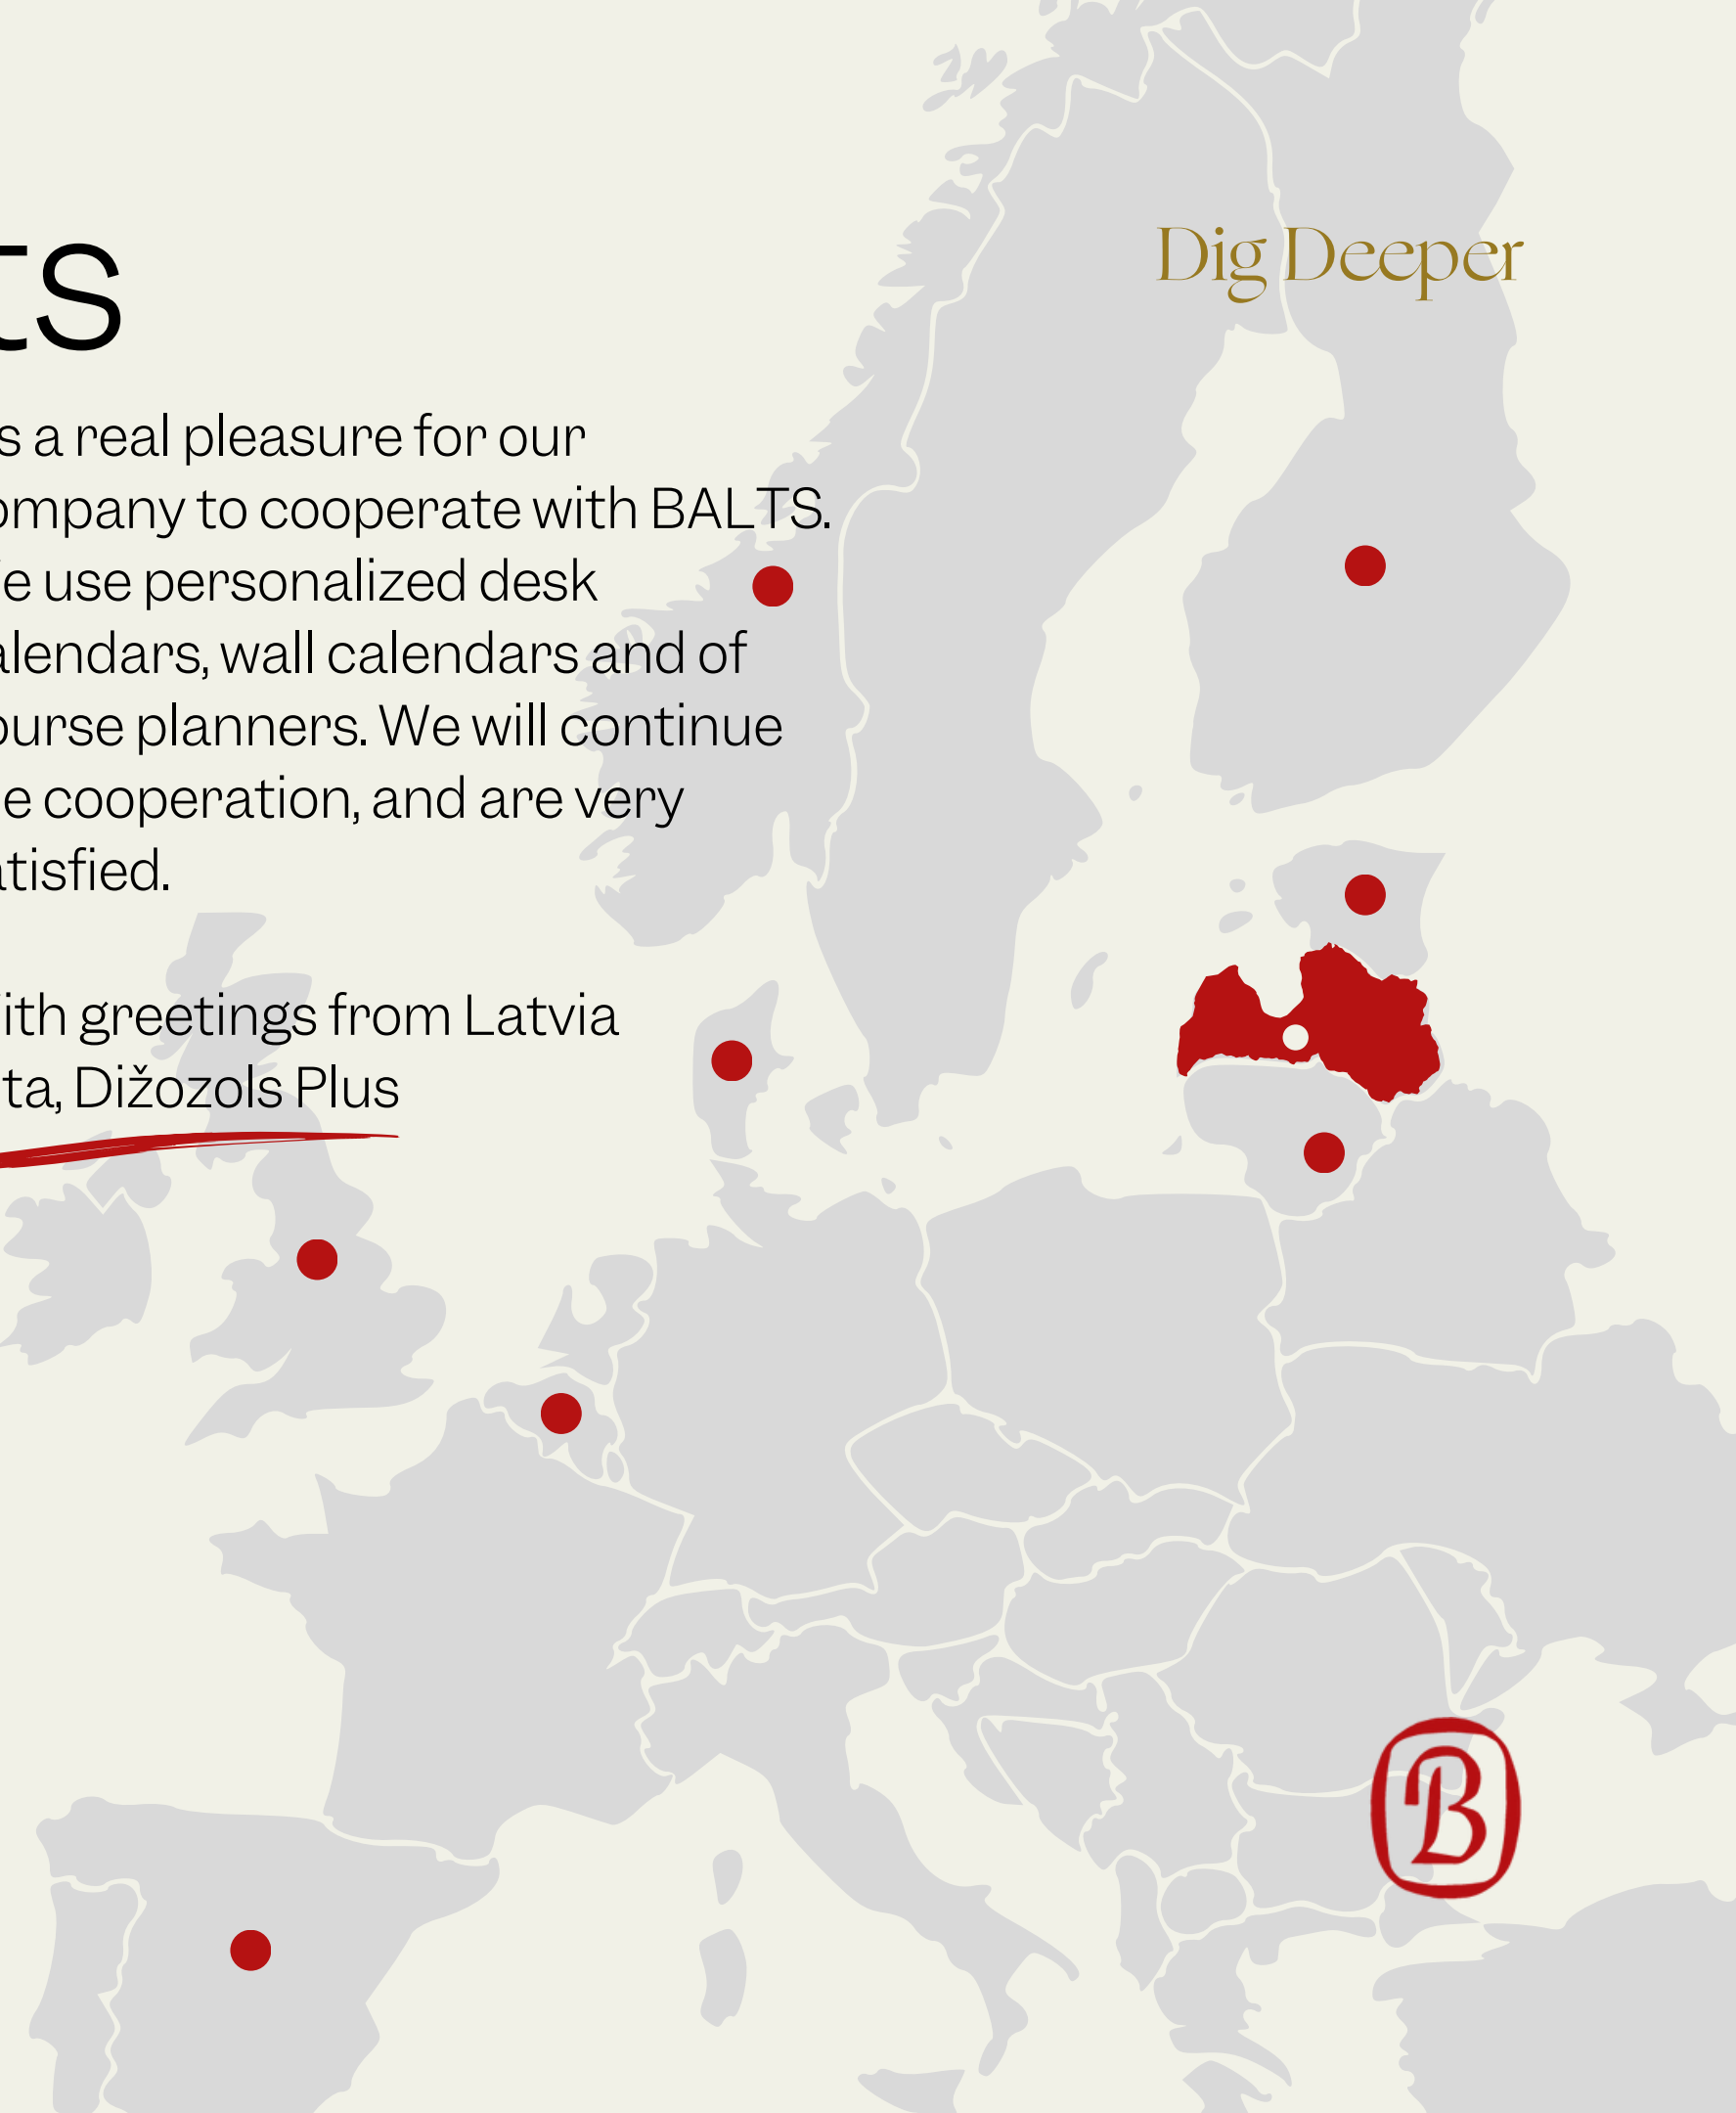 Dig Deeper
TS
s a real pleasure for our
ompany to cooperate with BALTS.
e use personalized desk
alendars, wall calendars and of
ourse planners. We will continue
e cooperation, and are very
atisfied.
ith greetings from Latvia
ta, Dižozols Plus
B